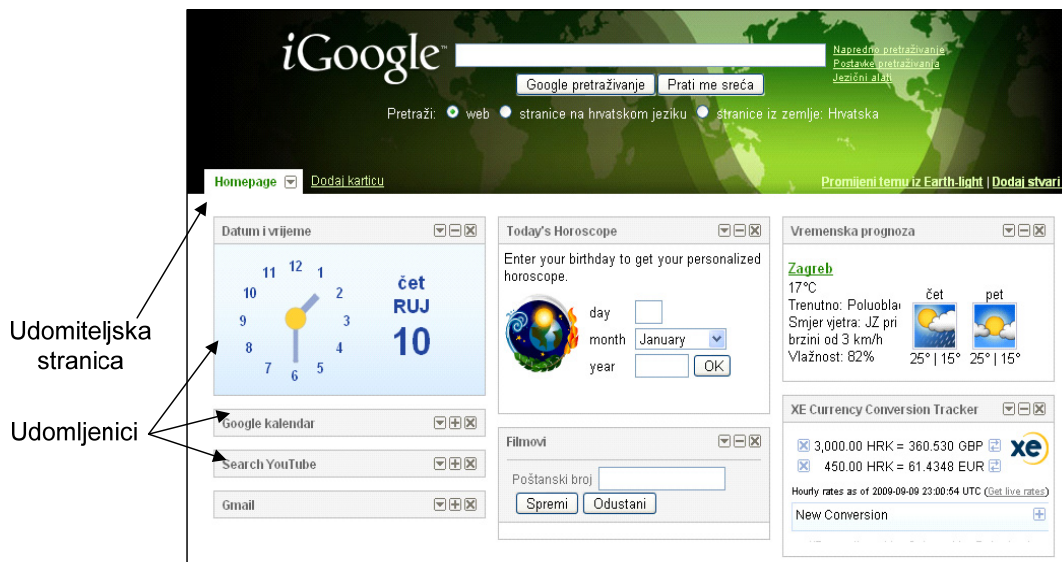 iGoogle™
Napredno pretraživanje
Postavke pretraživanja
Jezični alati
Google pretraživanje Prati me sreća
Pretraži: web stranice na hrvatskom jeziku stranice iz zemlje: Hrvatska
Homepage Dodaj karticu Promijeni temu iz Earth-light | Dodaj stvari
Udomiteljska
stranica
Udomljenici
Datum i vrijeme
12
11 1
10 2
9 3
8 4
7 5
6
čet
RUJ
10
Google kalendar
Search YouTube
Gmail
Today's Horoscope
Enter your birthday to get your personalized
horoscope.
day
month January
year OK
Filmovi
Poštanski broj
Spremi Odustani
Vremenska prognoza
Zagreb
17°C
Trenutno: Poluobla
Smjer vjetra: JZ pri
brzini od 3 km/h
Vlažnost: 82%
čet pet
25° | 15° 25° | 15°
XE Currency Conversion Tracker
3,000.00 HRK = 360.530 GBP
450.00 HRK = 61.4348 EUR
xe
Hourly rates as of 2009-09-09 23:00:54 UTC (Get live rates)
New Conversion